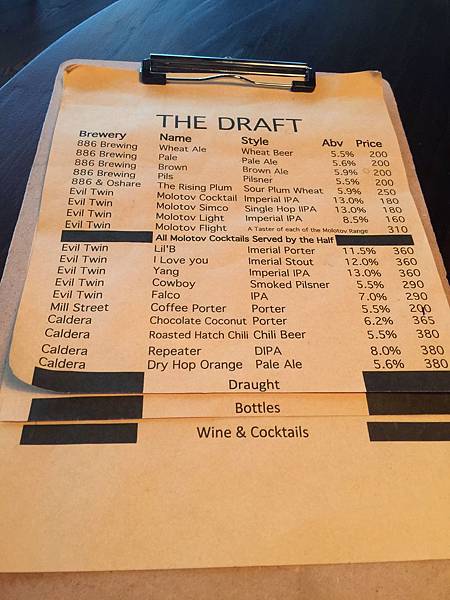 THE DRAFT
Brewery Name Style Abv Price
886 Brewing Wheat Ale Wheat Beer 5.5% 200
886 Brewing Pale Pale Ale 5.6% 200
886 Brewing Brown Brown Ale 5.9% 200
886 Brewing Pils Pilsner 5.5% 200
886 & Oshare The Rising Plum Sour Plum Wheat 5.9% 250
Evil Twin Molotov Cocktail Imperial IPA 13.0% 180
Evil Twin Molotov Simco Single Hop IIPA 13.0% 180
Evil Twin Molotov Light Imperial IPA 8.5% 160
Evil Twin Molotov Flight A Taster of each of the Molotov Range 310
All Molotov Cocktails Served by the Half
Evil Twin Lil'B Imerial Porter 11.5% 360
Evil Twin I Love you Imerial Stout 12.0% 360
Evil Twin Yang Imperial IPA 13.0% 360
Evil Twin Cowboy Smoked Pilsner 5.5% 290
Evil Twin Falco IPA 7.0% 290
Mill Street Coffee Porter Porter 5.5% 200
Caldera Chocolate Coconut Porter 6.2% 365
Caldera Roasted Hatch Chili Chili Beer 5.5% 380
Caldera Repeater DIPA 8.0% 380
Caldera Dry Hop Orange Pale Ale 5.6% 380
Draught
Bottles
Wine & Cocktails